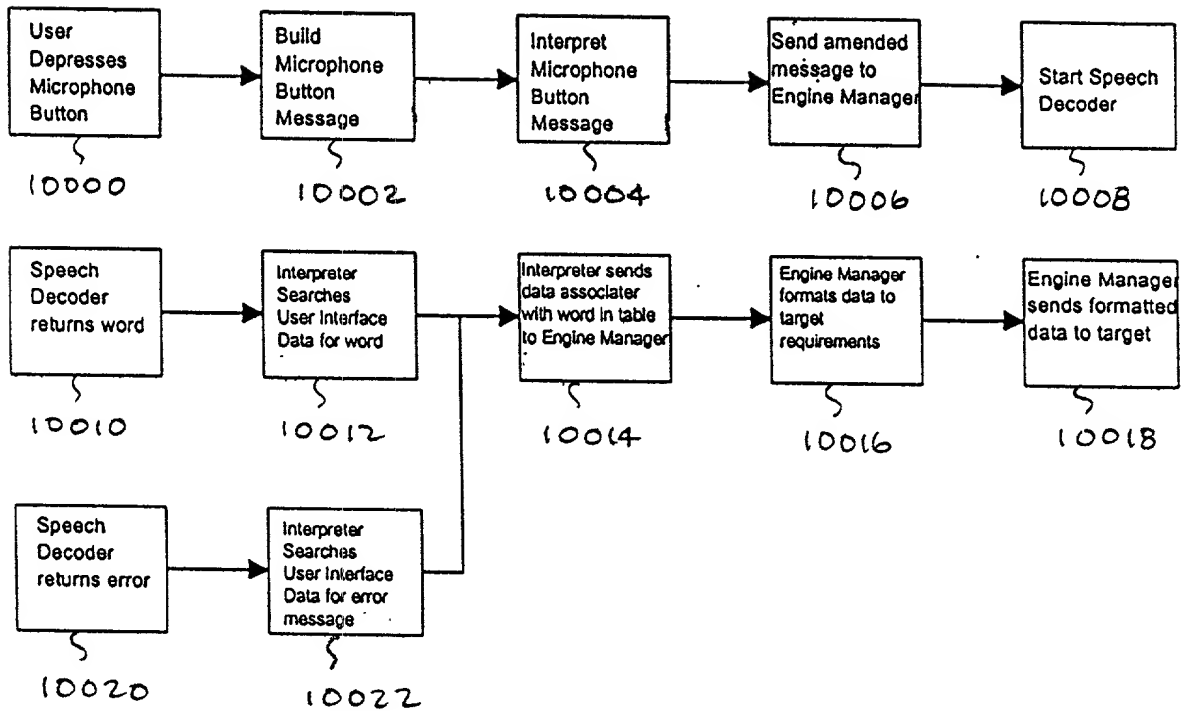 User
Depresses
Microphone
Button
Build
Microphone
Button
Message
Interpret
Microphone
Button
Message
Send amended
message to
Engine Manager
Start Speech
Decoder
10000
10002
10004
10006
10008
Speech
Decoder
returns word
Interpreter
Searches
User Interface
Data for word
Interpreter sends
data associater
with word in table
to Engine Manager
Engine Manager
formats data to
target
requirements
Engine Manager
sends formatted
data to target
10010
10012
10014
10016
10018
Speech
Decoder
returns error
Interpreter
Searches
User Interface
Data for error
message
10020
10022